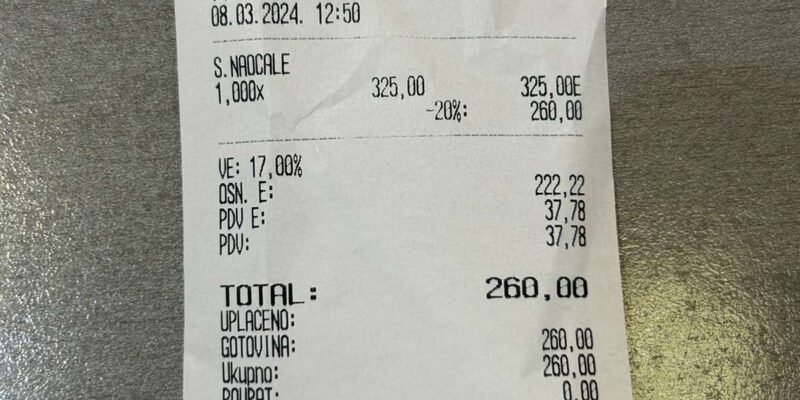 08.03.2024. 12:50
S.NAOCALE
1,000x 325,00 325,00E
-20%: 260,00
VE: 17,00%
OSN. E: 222,22
PDV E: 37,78
PDV: 37,78
TOTAL: 260,00
UPLACENO:
GOTOVINA: 260,00
Ukupno: 260,00
POVRAT: 0,00